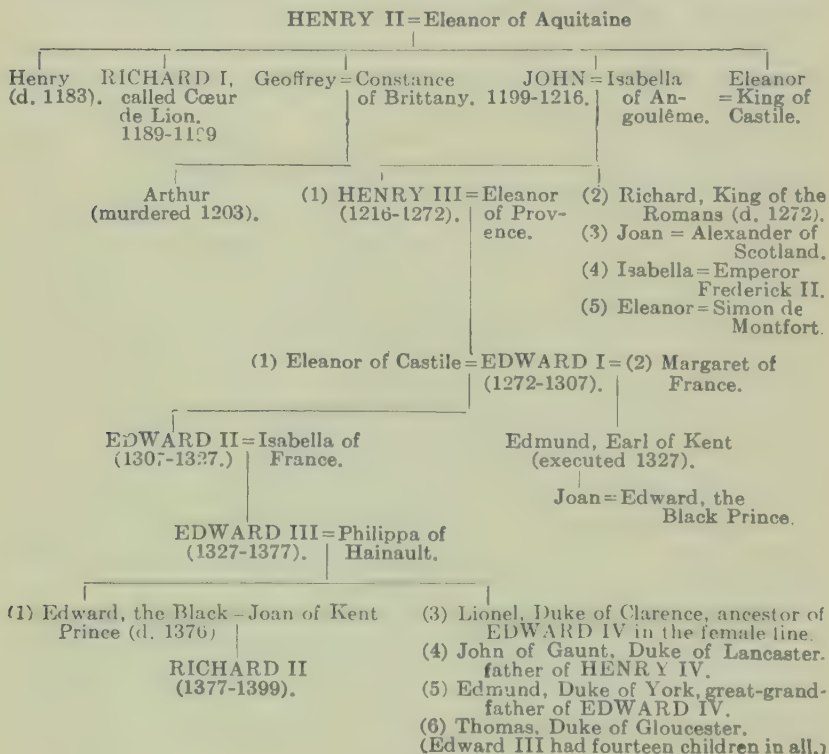 HENRY II=Eleanor of Aquitaine
Henry (d. 1183).
RICHARD I, called Cœur de Lion. 1189-1199
Geoffrey=Constance of Brittany.
JOHN=Isabella of Angoulême. 1199-1216.
Eleanor =King of Castile.
Arthur
(murdered 1203).
(1) HENRY III=Eleanor of Provence.
(1216-1272).
(2) Richard, King of the
Romans (d. 1272).
(3) Joan = Alexander of
Scotland.
(4) Isabella=Emperor
Frederick II.
(5) Eleanor=Simon de
Montfort.
(1) Eleanor of Castile=EDWARD I=(2) Margaret of
(1272-1307). France.
EDWARD II=Isabella of
(1307-1327.) France.
Edmund, Earl of Kent
(executed 1327).
Joan=Edward, the
Black Prince.
EDWARD III=Philippa of
(1327-1377). Hainault.
(1) Edward, the Black=Joan of Kent
Prince (d. 1376)
RICHARD II
(1377-1399).
(3) Lionel, Duke of Clarence, ancestor of
EDWARD IV in the female line.
(4) John of Gaunt, Duke of Lancaster.
father of HENRY IV.
(5) Edmund, Duke of York, great-grand-
father of EDWARD IV.
(6) Thomas, Duke of Gloucester.
(Edward III had fourteen children in all.)